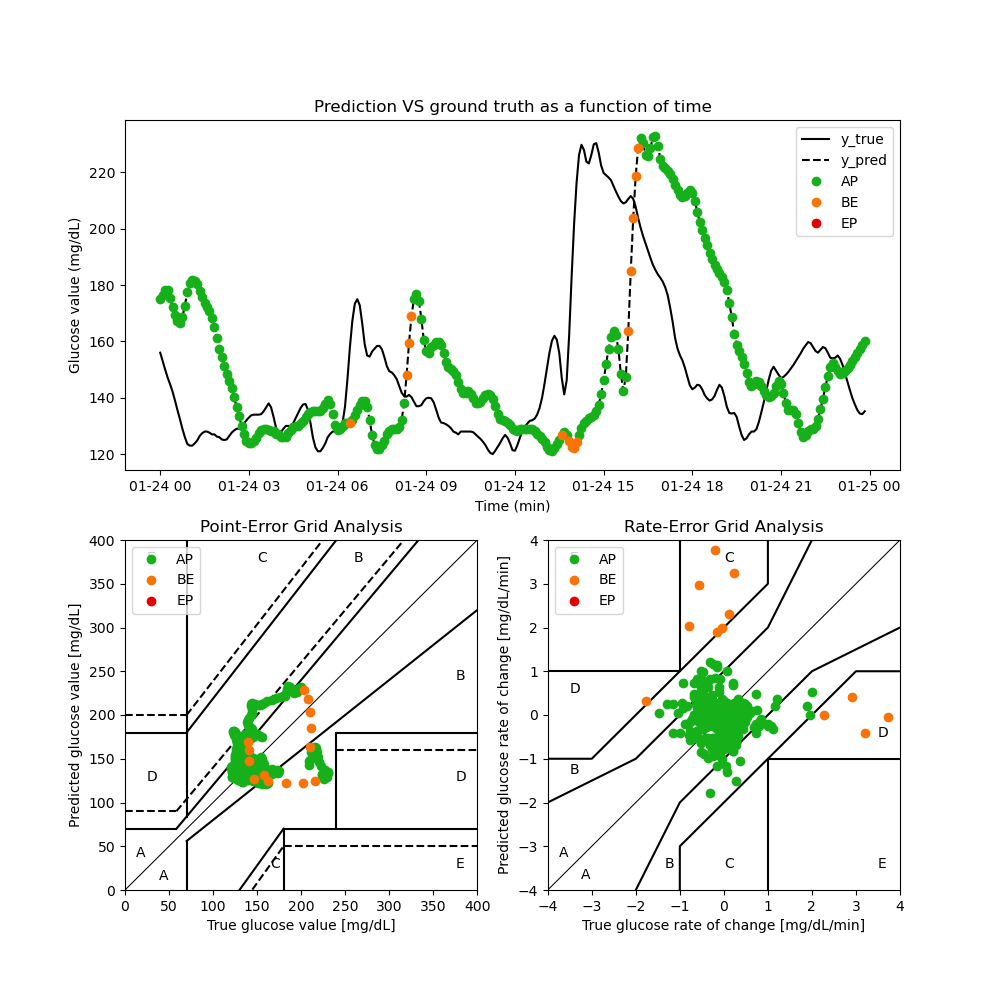 Prediction VS ground truth as a function of time
Glucose value (mg/dL)
220
200
180
160
140
120
y_true
y_pred
AP
BE
EP
01-24 00 01-24 03 01-24 06 01-24 09 01-24 12 01-24 15 01-24 18 01-24 21 01-25 00
Time (min)
Point-Error Grid Analysis
Predicted glucose value [mg/dL]
400
350
300
250
200
150
100
50
0
AP
BE
EP
C
B
B
D
D
A
A
C
E
0 50 100 150 200 250 300 350 400
True glucose value [mg/dL]
Rate-Error Grid Analysis
Predicted glucose rate of change [mg/dL/min]
4
3
2
1
0
−1
−2
−3
−4
AP
BE
EP
C
D
D
B
A
A
B
C
E
−4 −3 −2 −1 0 1 2 3 4
True glucose rate of change [mg/dL/min]